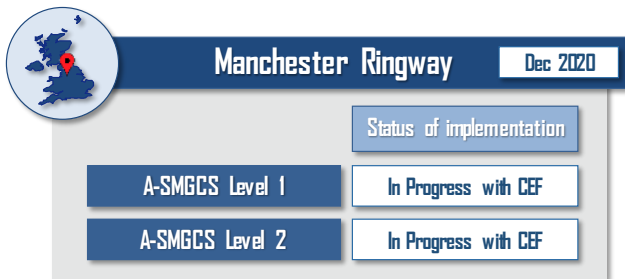 Manchester Ringway Dec 2020
Status of implementation
A-SMGCS Level 1 In Progress with CEF
A-SMGCS Level 2 In Progress with CEF